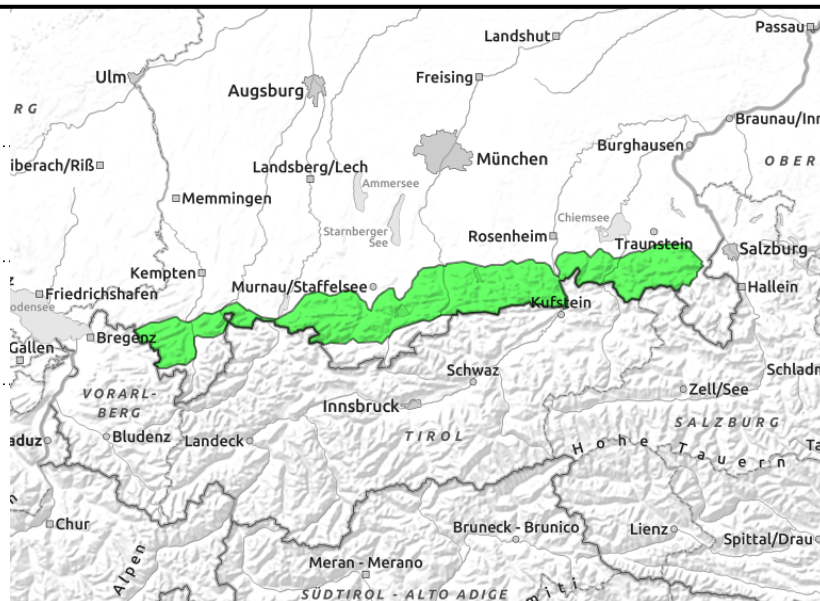 Passau
Landshut
Ulm
Freising
Augsburg
R G
Braunau/Inn
Burghausen
OBER
iberach/Riß
München
Landsberg/Lech
Ammersee
Memmingen
Chiemsee
Starnberger
See
Rosenheim
Traunstein
Salzburg
Kempten
Murnau/Staffelsee
Hallein
Friedrichshafen
odensee
Kufstein
Bregenz
Gallen
Schwaz
Schladm
VORARL-
BERG
Zell/See
Innsbruck
SALZBURG
aduz
Bludenz
Landeck
TIROL
Hohe Tauern
Ta
Chur
Bruneck - Brunico
Lienz
Spittal/Drau
Alpen
Meran - Merano
SÜDTIROL - ALTO ADIGE
miti